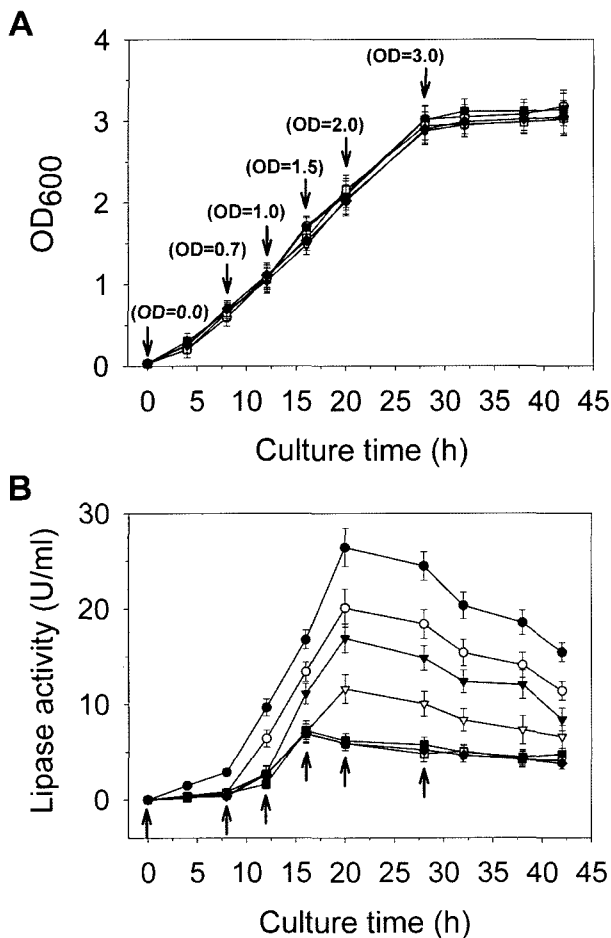 A
4
3
2
1
0
OD600
(OD=0.0)
(OD=0.7)
(OD=1.0)
(OD=1.5)
(OD=2.0)
(OD=3.0)
0 5 10 15 20 25 30 35 40 45
Culture time (h)
B
30
20
10
0
Lipase activity (U/ml)
0 5 10 15 20 25 30 35 40 45
Culture time (h)